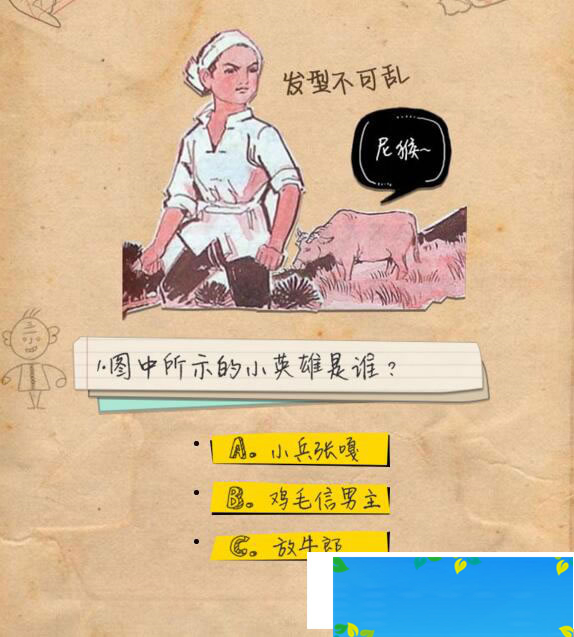 发型不可乱
尼猴~
1.图中所示的小英雄是谁？
A. 小兵张嘎
B. 鸡毛信男主
C. 放牛郎